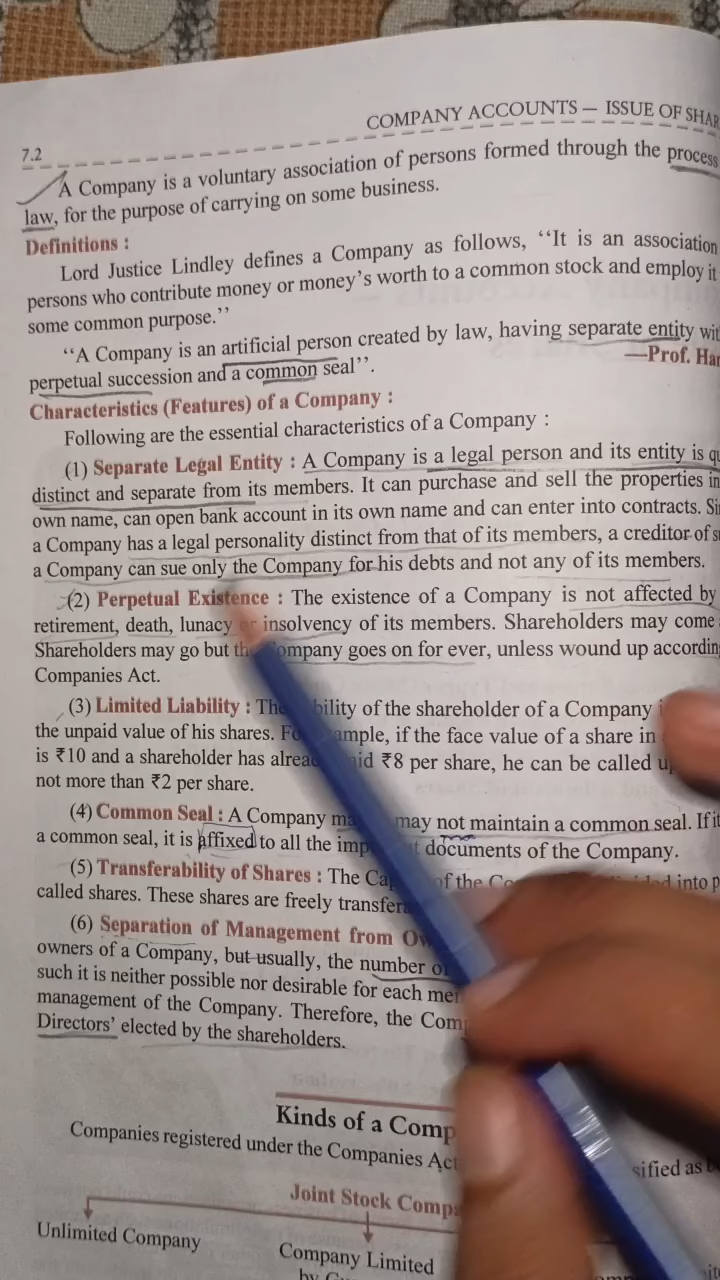 COMPANY ACCOUNTS — ISSUE OF SHAR
7.2
A Company is a voluntary association of persons formed through the process
law, for the purpose of carrying on some business.
Definitions :
Lord Justice Lindley defines a Company as follows, “It is an association
persons who contribute money or money’s worth to a common stock and employ it
some common purpose.”
“A Company is an artificial person created by law, having separate entity wit
perpetual succession and a common seal”.
—Prof. Han
Characteristics (Features) of a Company :
Following are the essential characteristics of a Company :
(1) Separate Legal Entity : A Company is a legal person and its entity is qu
distinct and separate from its members. It can purchase and sell the properties in
own name, can open bank account in its own name and can enter into contracts. Si
a Company has a legal personality distinct from that of its members, a creditor of s
a Company can sue only the Company for his debts and not any of its members.
(2) Perpetual Existence : The existence of a Company is not affected by
retirement, death, lunacy or insolvency of its members. Shareholders may come
Shareholders may go but the Company goes on for ever, unless wound up accordin
Companies Act.
(3) Limited Liability : The bility of the shareholder of a Company
the unpaid value of his shares. Fo ample, if the face value of a share in
is ₹10 and a shareholder has alrea aid ₹8 per share, he can be called u
not more than ₹2 per share.
(4) Common Seal : A Company ma may not maintain a common seal. If it
a common seal, it is affixed to all the imp t documents of the Company.
(5) Transferability of Shares : The Ca of the Co into p
called shares. These shares are freely transfera
(6) Separation of Management from Ow
owners of a Company, but usually, the number o
such it is neither possible nor desirable for each me
management of the Company. Therefore, the Com
Directors’ elected by the shareholders.
Kinds of a Comp
Companies registered under the Companies Act sified as
Joint Stock Compa
Unlimited Company
Company Limited
by